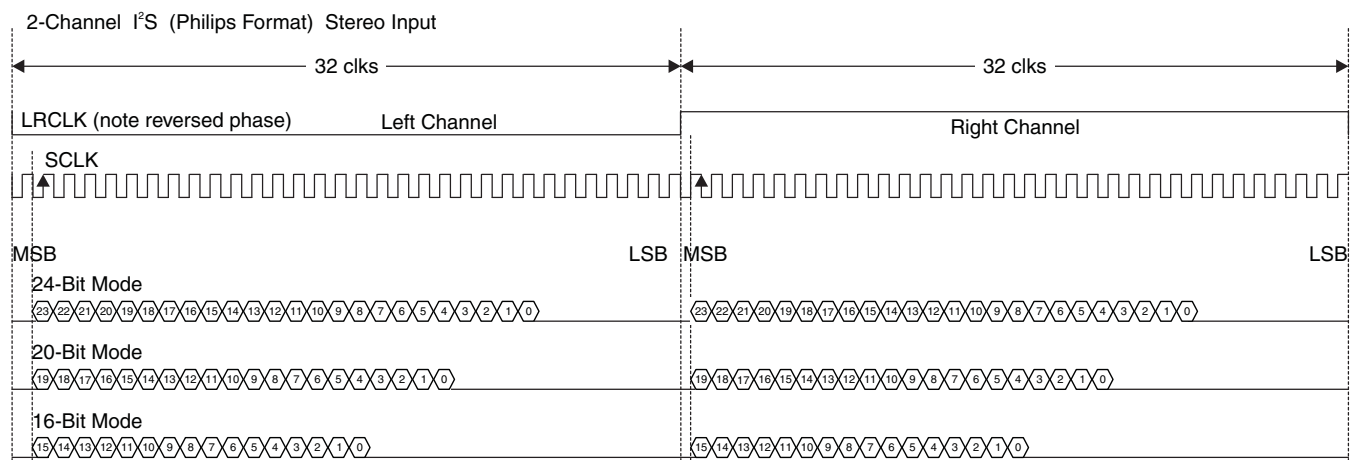 2-Channel I²S (Philips Format) Stereo Input
32 clks 32 clks
LRCLK (note reversed phase) Left Channel Right Channel
SCLK
MSB LSB MSB LSB
24-Bit Mode
23 22 21 20 19 18 17 16 15 14 13 12 11 10 9 8 7 6 5 4 3 2 1 0 23 22 21 20 19 18 17 16 15 14 13 12 11 10 9 8 7 6 5 4 3 2 1 0
20-Bit Mode
19 18 17 16 15 14 13 12 11 10 9 8 7 6 5 4 3 2 1 0 19 18 17 16 15 14 13 12 11 10 9 8 7 6 5 4 3 2 1 0
16-Bit Mode
15 14 13 12 11 10 9 8 7 6 5 4 3 2 1 0 15 14 13 12 11 10 9 8 7 6 5 4 3 2 1 0